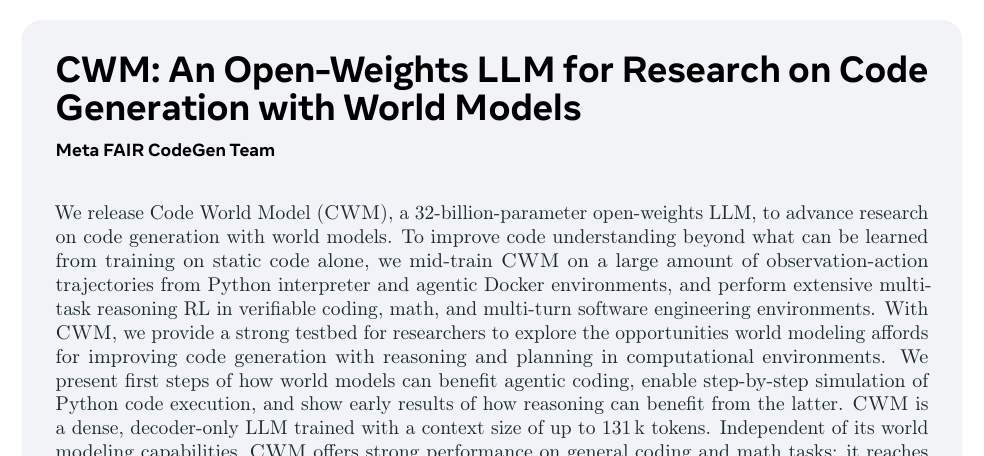 CWM: An Open-Weights LLM for Research on Code
Generation with World Models
Meta FAIR CodeGen Team
We release Code World Model (CWM), a 32-billion-parameter open-weights LLM, to advance research
on code generation with world models. To improve code understanding beyond what can be learned
from training on static code alone, we mid-train CWM on a large amount of observation-action
trajectories from Python interpreter and agentic Docker environments, and perform extensive multi-
task reasoning RL in verifiable coding, math, and multi-turn software engineering environments. With
CWM, we provide a strong testbed for researchers to explore the opportunities world modeling affords
for improving code generation with reasoning and planning in computational environments. We
present first steps of how world models can benefit agentic coding, enable step-by-step simulation of
Python code execution, and show early results of how reasoning can benefit from the latter. CWM is
a dense, decoder-only LLM trained with a context size of up to 131 k tokens. Independent of its world
modeling capabilities, CWM offers strong performance on general coding and math tasks: it reaches